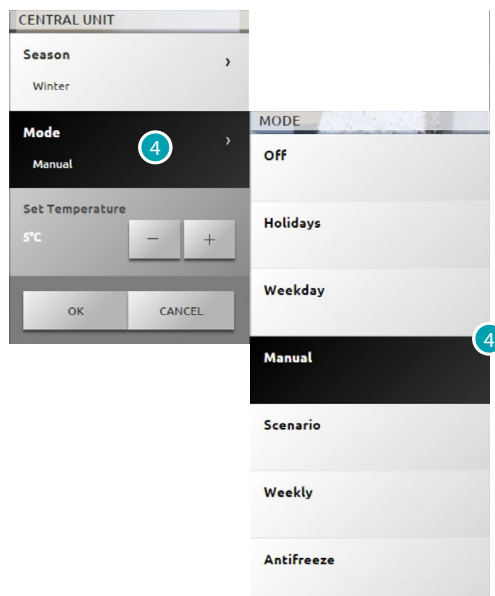 CENTRAL UNIT
Season
Winter
Mode
Manual
4
Set Temperature
5°C
− +
OK CANCEL
MODE
Off
Holidays
Weekday
Manual
4
Scenario
Weekly
Antifreeze